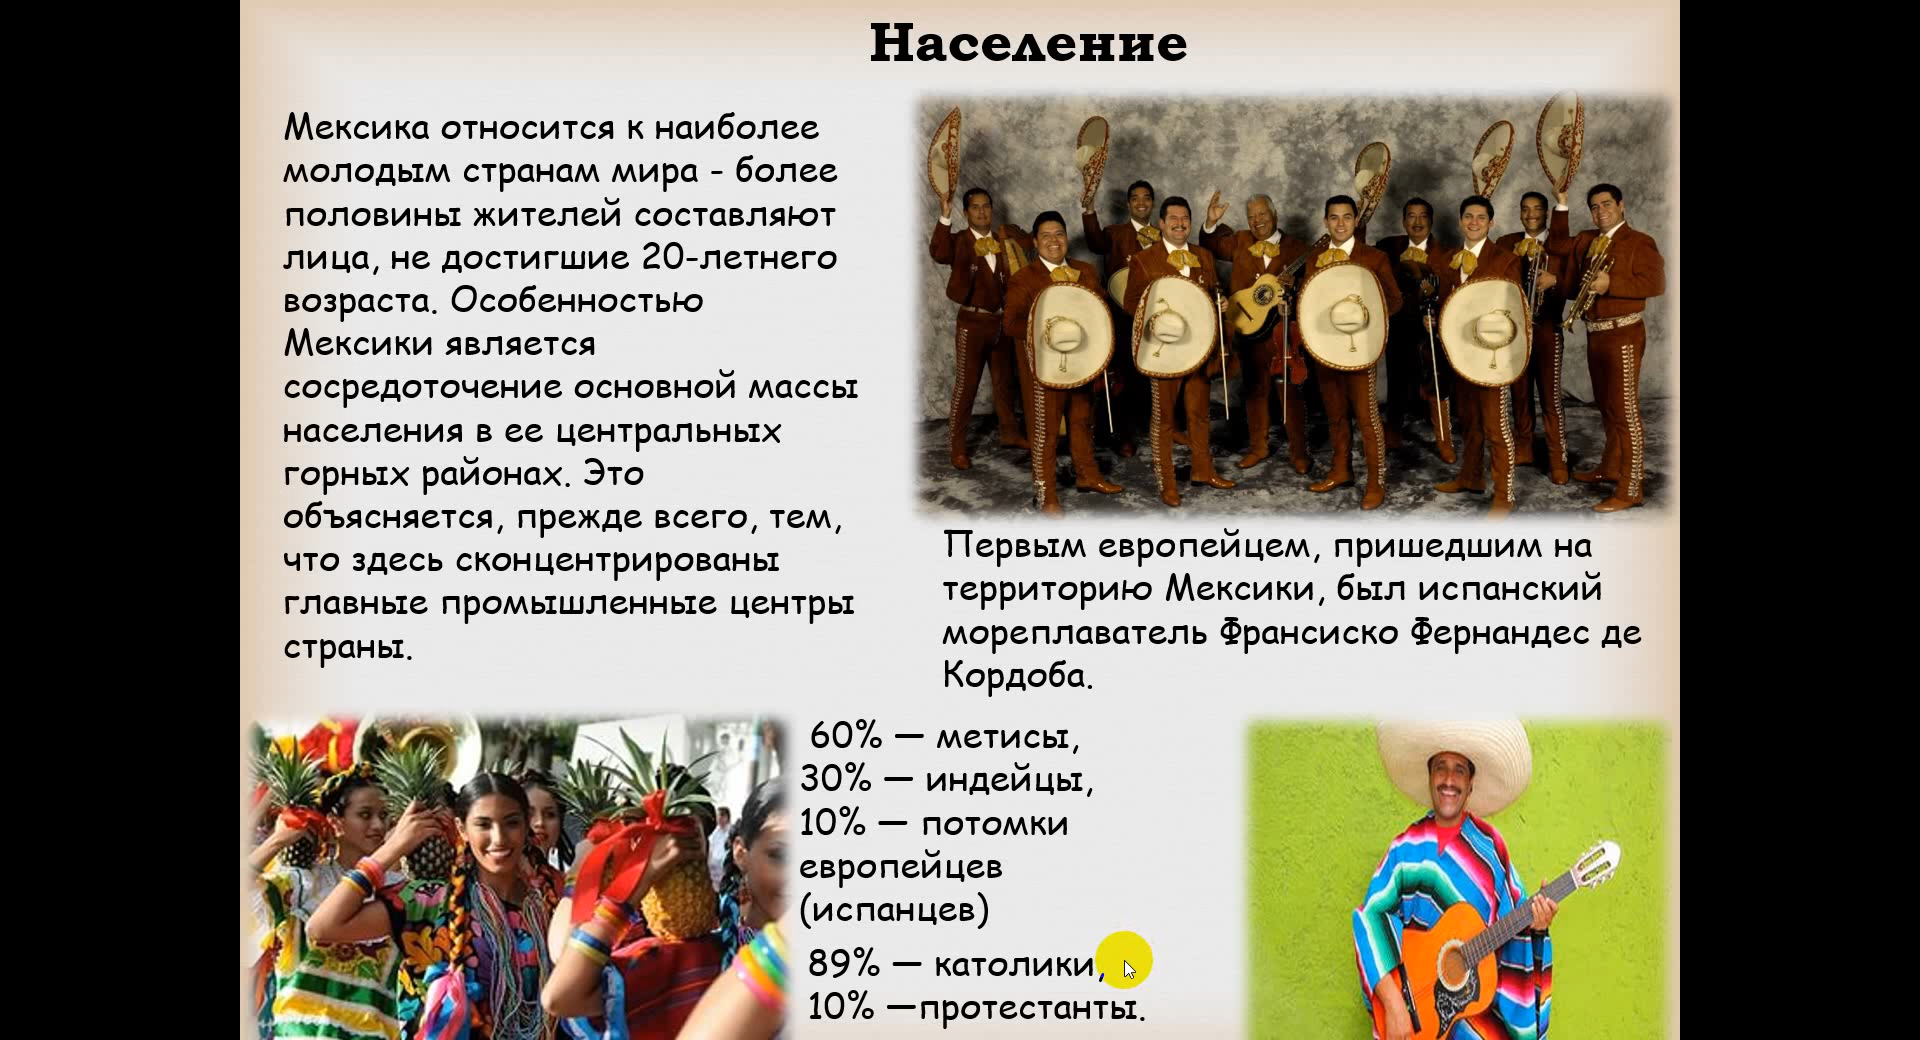 Население
Мексика относится к наиболее
молодым странам мира - более
половины жителей составляют
лица, не достигшие 20-летнего
возраста. Особенностью
Мексики является
сосредоточение основной массы
населения в ее центральных
горных районах. Это
объясняется, прежде всего, тем,
что здесь сконцентрированы
главные промышленные центры
страны.
Первым европейцем, пришедшим на
территорию Мексики, был испанский
мореплаватель Франсиско Фернандес де
Кордоба.
60% — метисы,
30% — индейцы,
10% — потомки
европейцев
(испанцев)
89% — католики,
10% —протестанты.